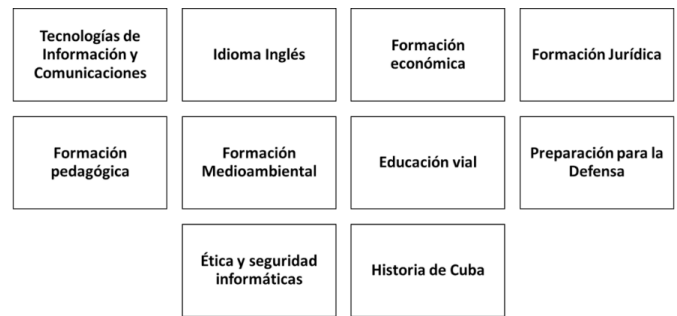 Tecnologías de
Información y
Comunicaciones
Idioma Inglés
Formación
económica
Formación Jurídica
Formación
pedagógica
Formación
Medioambiental
Educación vial
Preparación para la
Defensa
Ética y seguridad
informáticas
Historia de Cuba